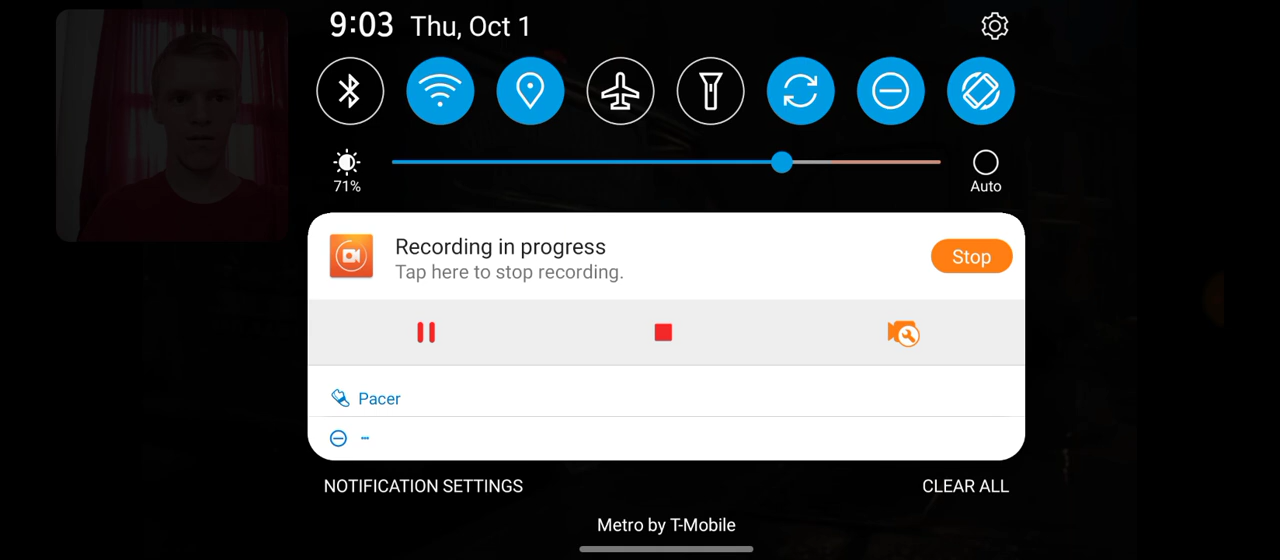 9:03 Thu, Oct 1
71%
Auto
Recording in progress
Tap here to stop recording.
Stop
Pacer
NOTIFICATION SETTINGS
CLEAR ALL
Metro by T-Mobile